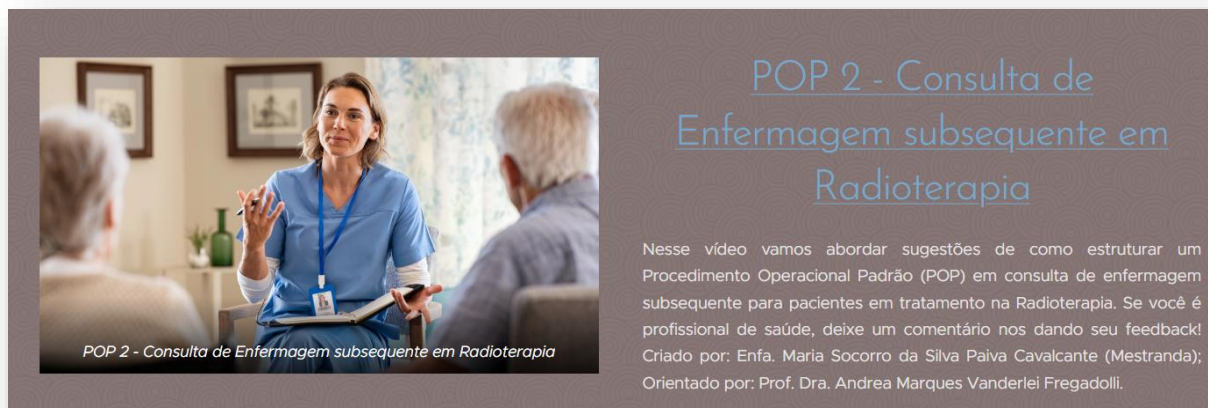 POP 2 - Consulta de Enfermagem subsequente em Radioterapia
POP 2 - Consulta de
Enfermagem subsequente em
Radioterapia
Nesse vídeo vamos abordar sugestões de como estruturar um
Procedimento Operacional Padrão (POP) em consulta de enfermagem
subsequente para pacientes em tratamento na Radioterapia. Se você é
profissional de saúde, deixe um comentário nos dando seu feedback!
Criado por: Enfa. Maria Socorro da Silva Paiva Cavalcante (Mestranda);
Orientado por: Prof. Dra. Andrea Marques Vanderlei Fregadolli.